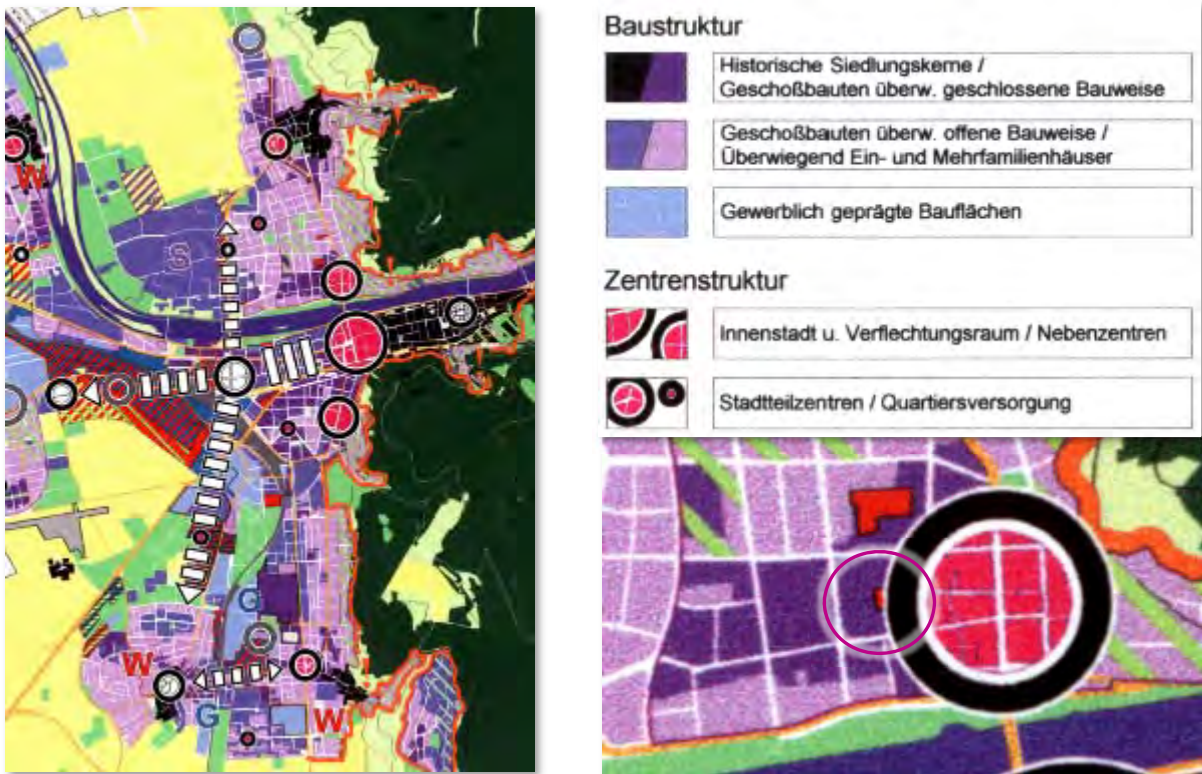 W
S
G
W
G
W
Baustruktur
Historische Siedlungskerne /
Geschoßbauten überw. geschlossene Bauweise
Geschoßbauten überw. offene Bauweise /
Überwiegend Ein- und Mehrfamilienhäuser
Gewerblich geprägte Bauflächen
Zentrenstruktur
Innenstadt u. Verflechtungsraum / Nebenzentren
Stadtteilzentren / Quartiersversorgung